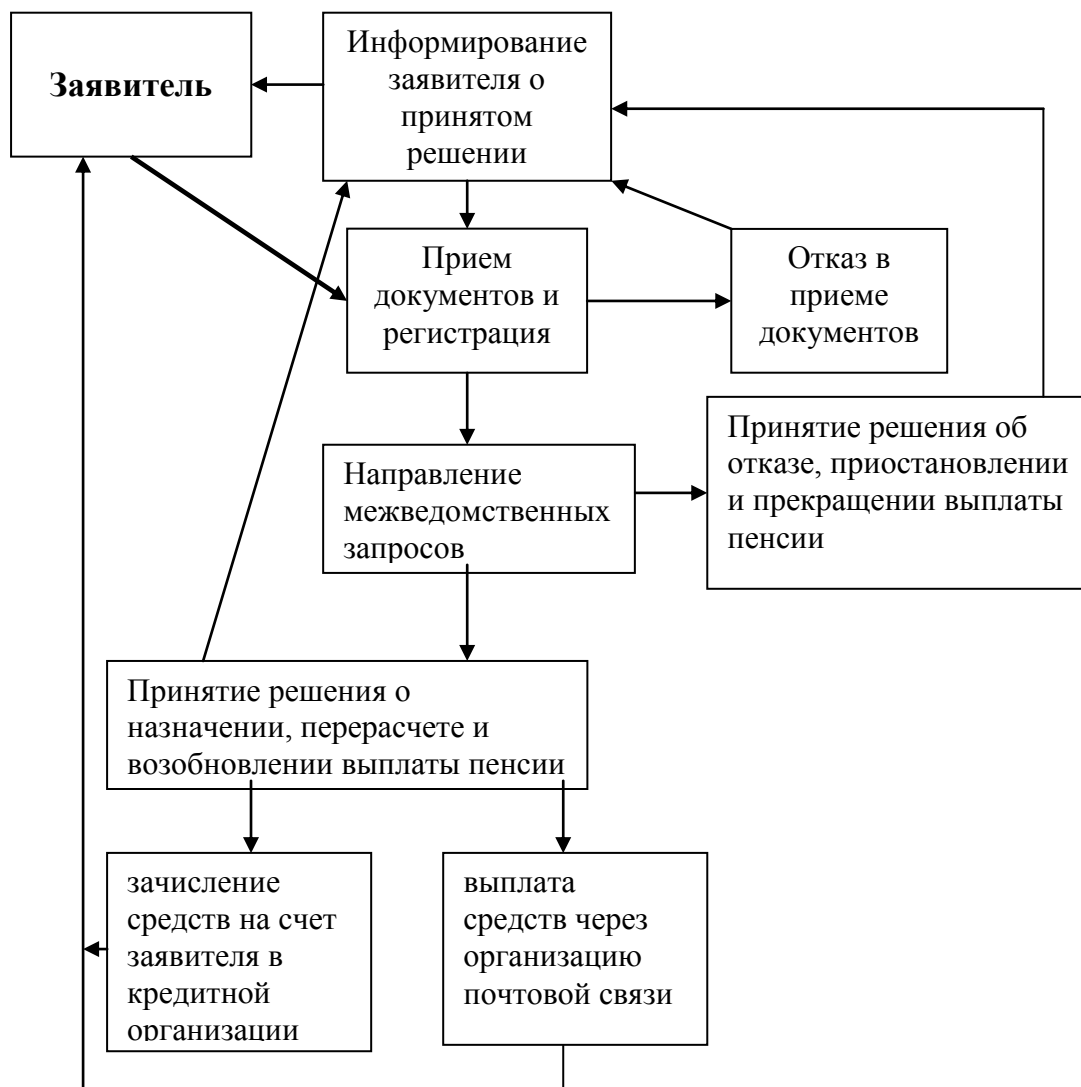 Заявитель
Информирование
заявителя о
принятом
решении
Прием
документов и
регистрация
Отказ в
приеме
документов
Направление
межведомственных
запросов
Принятие решения об
отказе, приостановлении
и прекращении выплаты
пенсии
Принятие решения о
назначении, перерасчете и
возобновлении выплаты пенсии
зачисление
средств на счет
заявителя в
кредитной
организации
выплата
средств через
организацию
почтовой связи